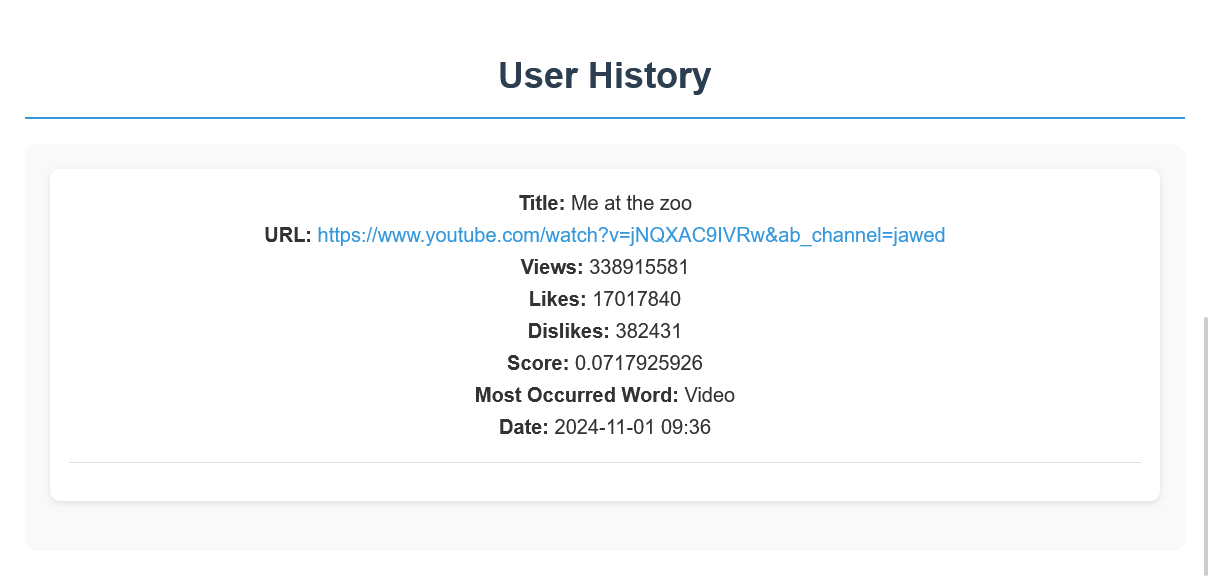 User History
Title: Me at the zoo
URL: https://www.youtube.com/watch?v=jNQXAC9IVRw&ab_channel=jawed
Views: 338915581
Likes: 17017840
Dislikes: 382431
Score: 0.0717925926
Most Occurred Word: Video
Date: 2024-11-01 09:36